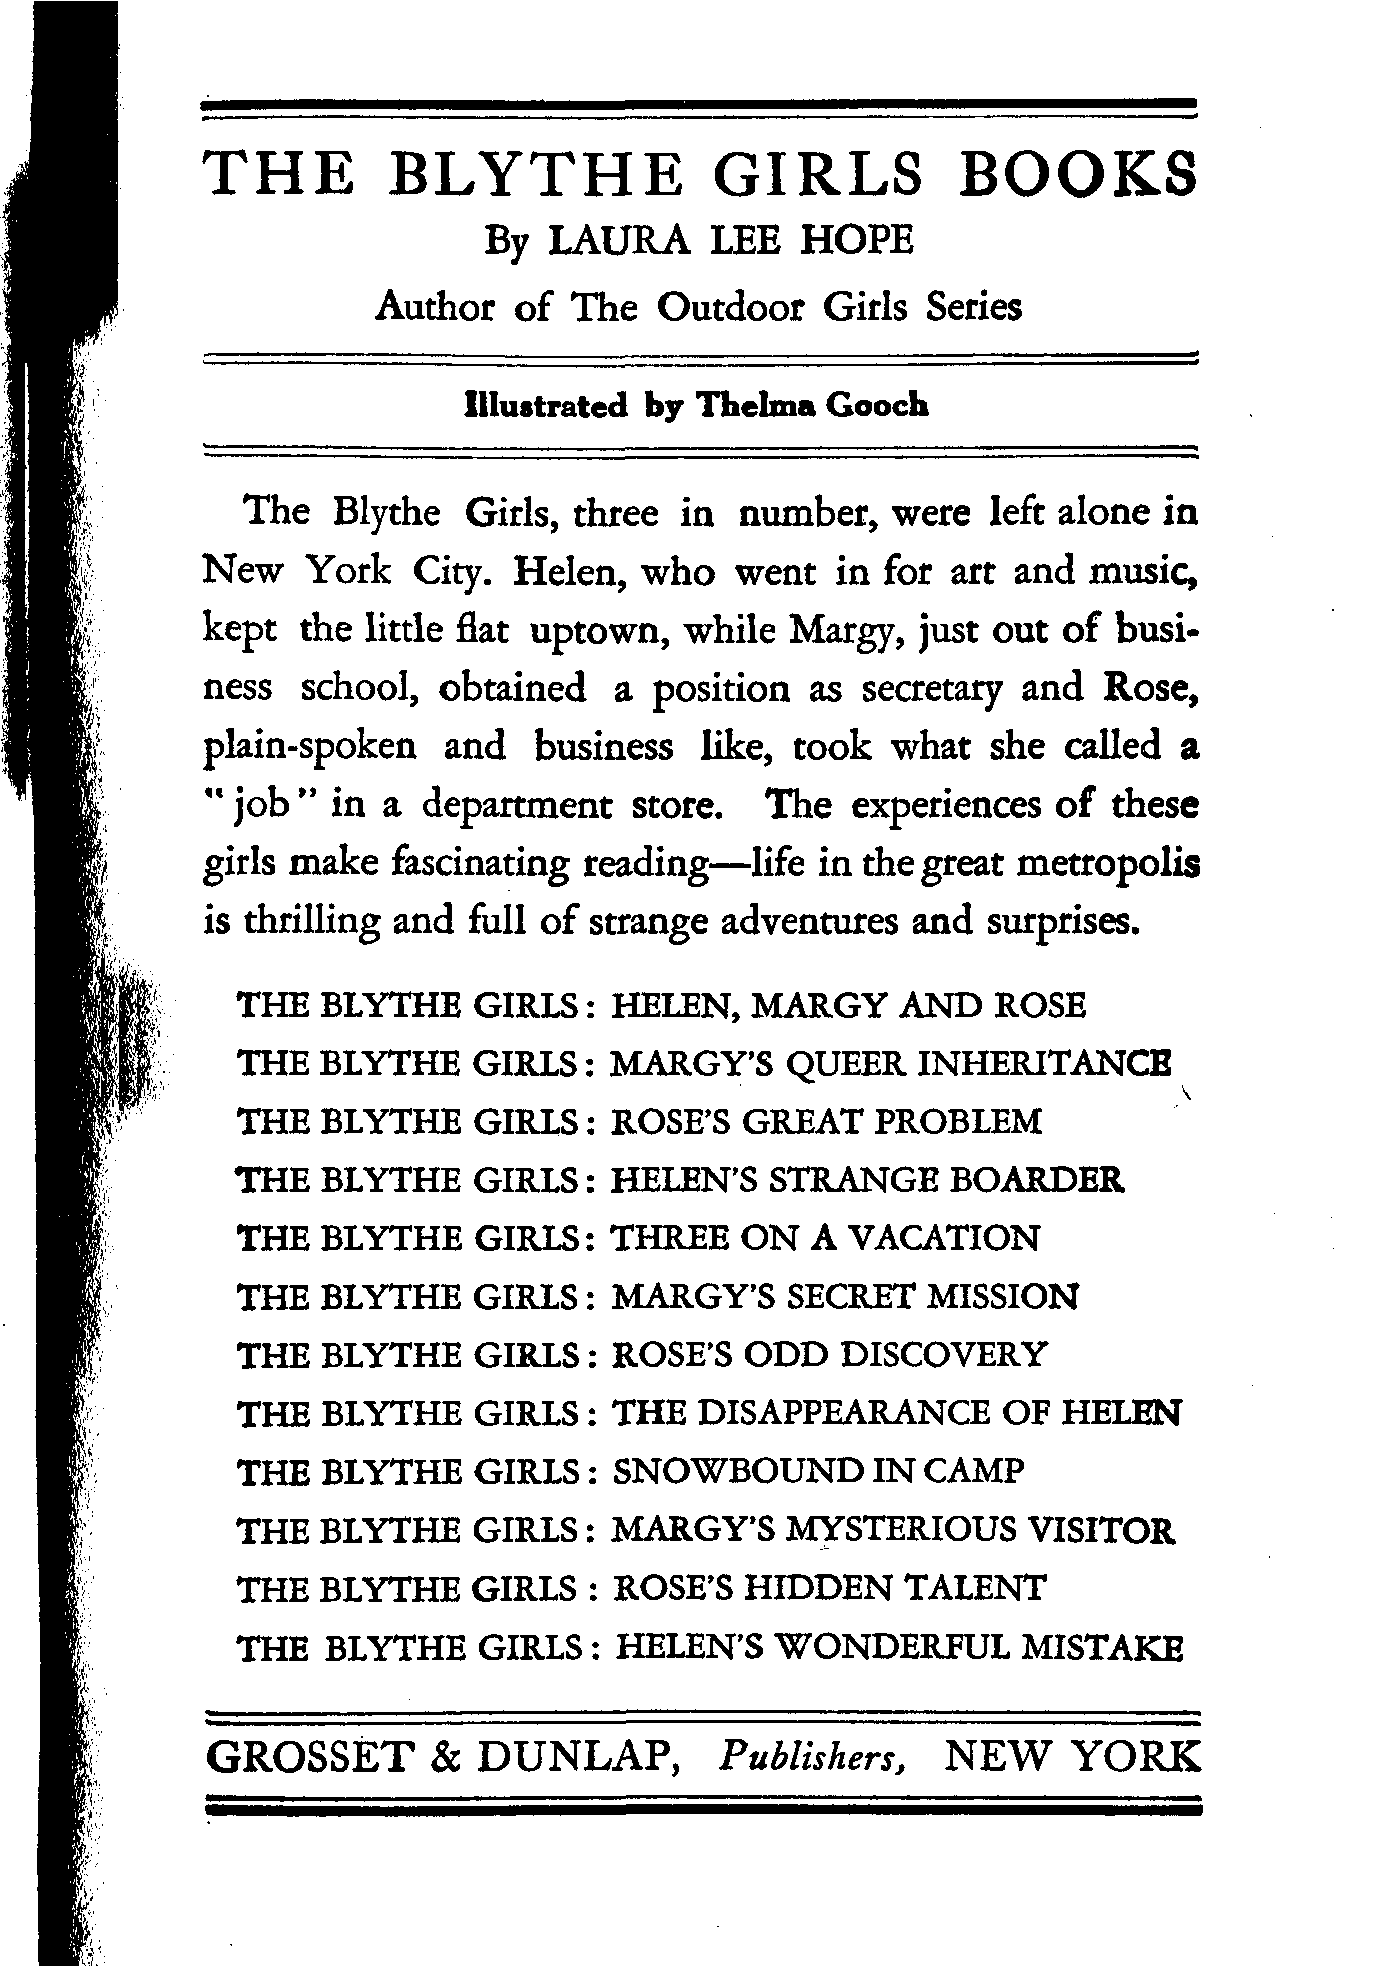 THE BLYTHE GIRLS BOOKS
By LAURA LEE HOPE
Author of The Outdoor Girls Series
Illustrated by Thelma Gooch
The Blythe Girls, three in number, were left alone in
New York City. Helen, who went in for art and music,
kept the little flat uptown, while Margy, just out of busi-
ness school, obtained a position as secretary and Rose,
plain-spoken and business like, took what she called a
"job" in a department store. The experiences of these
girls make fascinating reading—life in the great metropolis
is thrilling and full of strange adventures and surprises.
THE BLYTHE GIRLS: HELEN, MARGY AND ROSE
THE BLYTHE GIRLS: MARGY'S QUEER INHERITANCE
THE BLYTHE GIRLS: ROSE'S GREAT PROBLEM
THE BLYTHE GIRLS: HELEN'S STRANGE BOARDER
THE BLYTHE GIRLS: THREE ON A VACATION
THE BLYTHE GIRLS: MARGY'S SECRET MISSION
THE BLYTHE GIRLS: ROSE'S ODD DISCOVERY
THE BLYTHE GIRLS: THE DISAPPEARANCE OF HELEN
THE BLYTHE GIRLS: SNOWBOUND IN CAMP
THE BLYTHE GIRLS: MARGY'S MYSTERIOUS VISITOR
THE BLYTHE GIRLS: ROSE'S HIDDEN TALENT
THE BLYTHE GIRLS: HELEN'S WONDERFUL MISTAKE
GROSSET & DUNLAP, Publishers, NEW YORK